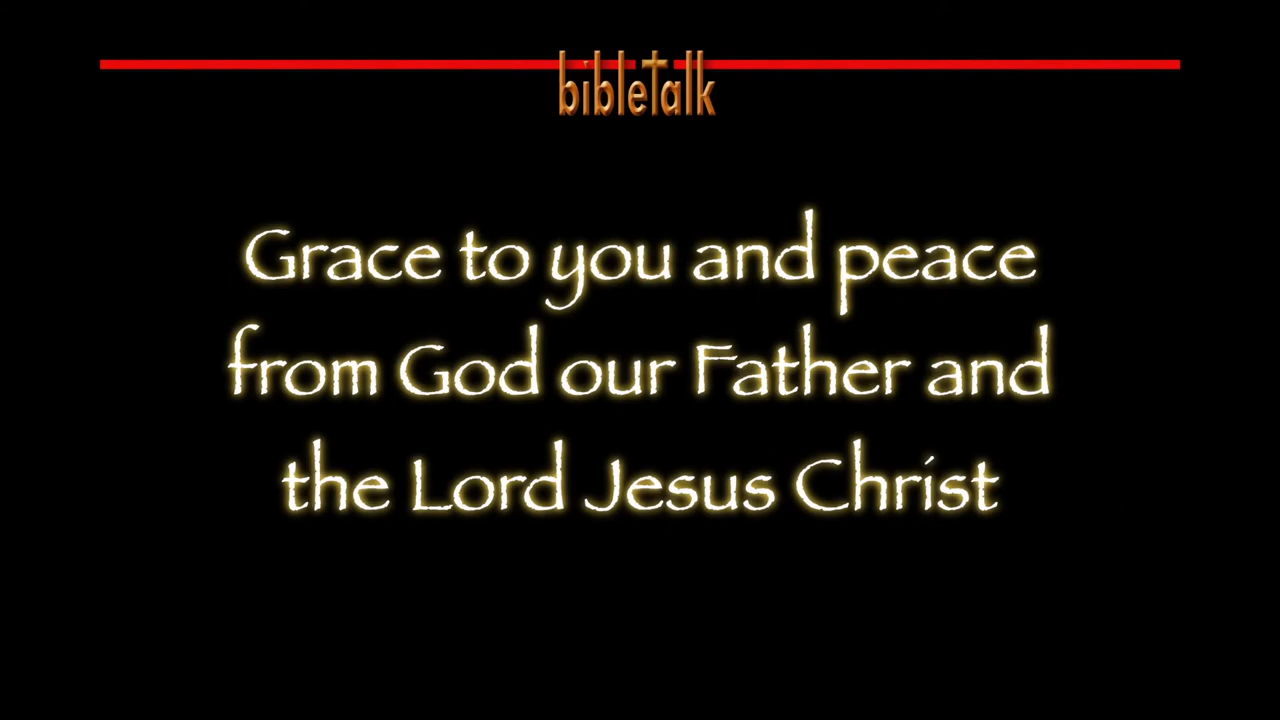 bibleTalk
Grace to you and peace
from God our Father and
the Lord Jesus Christ